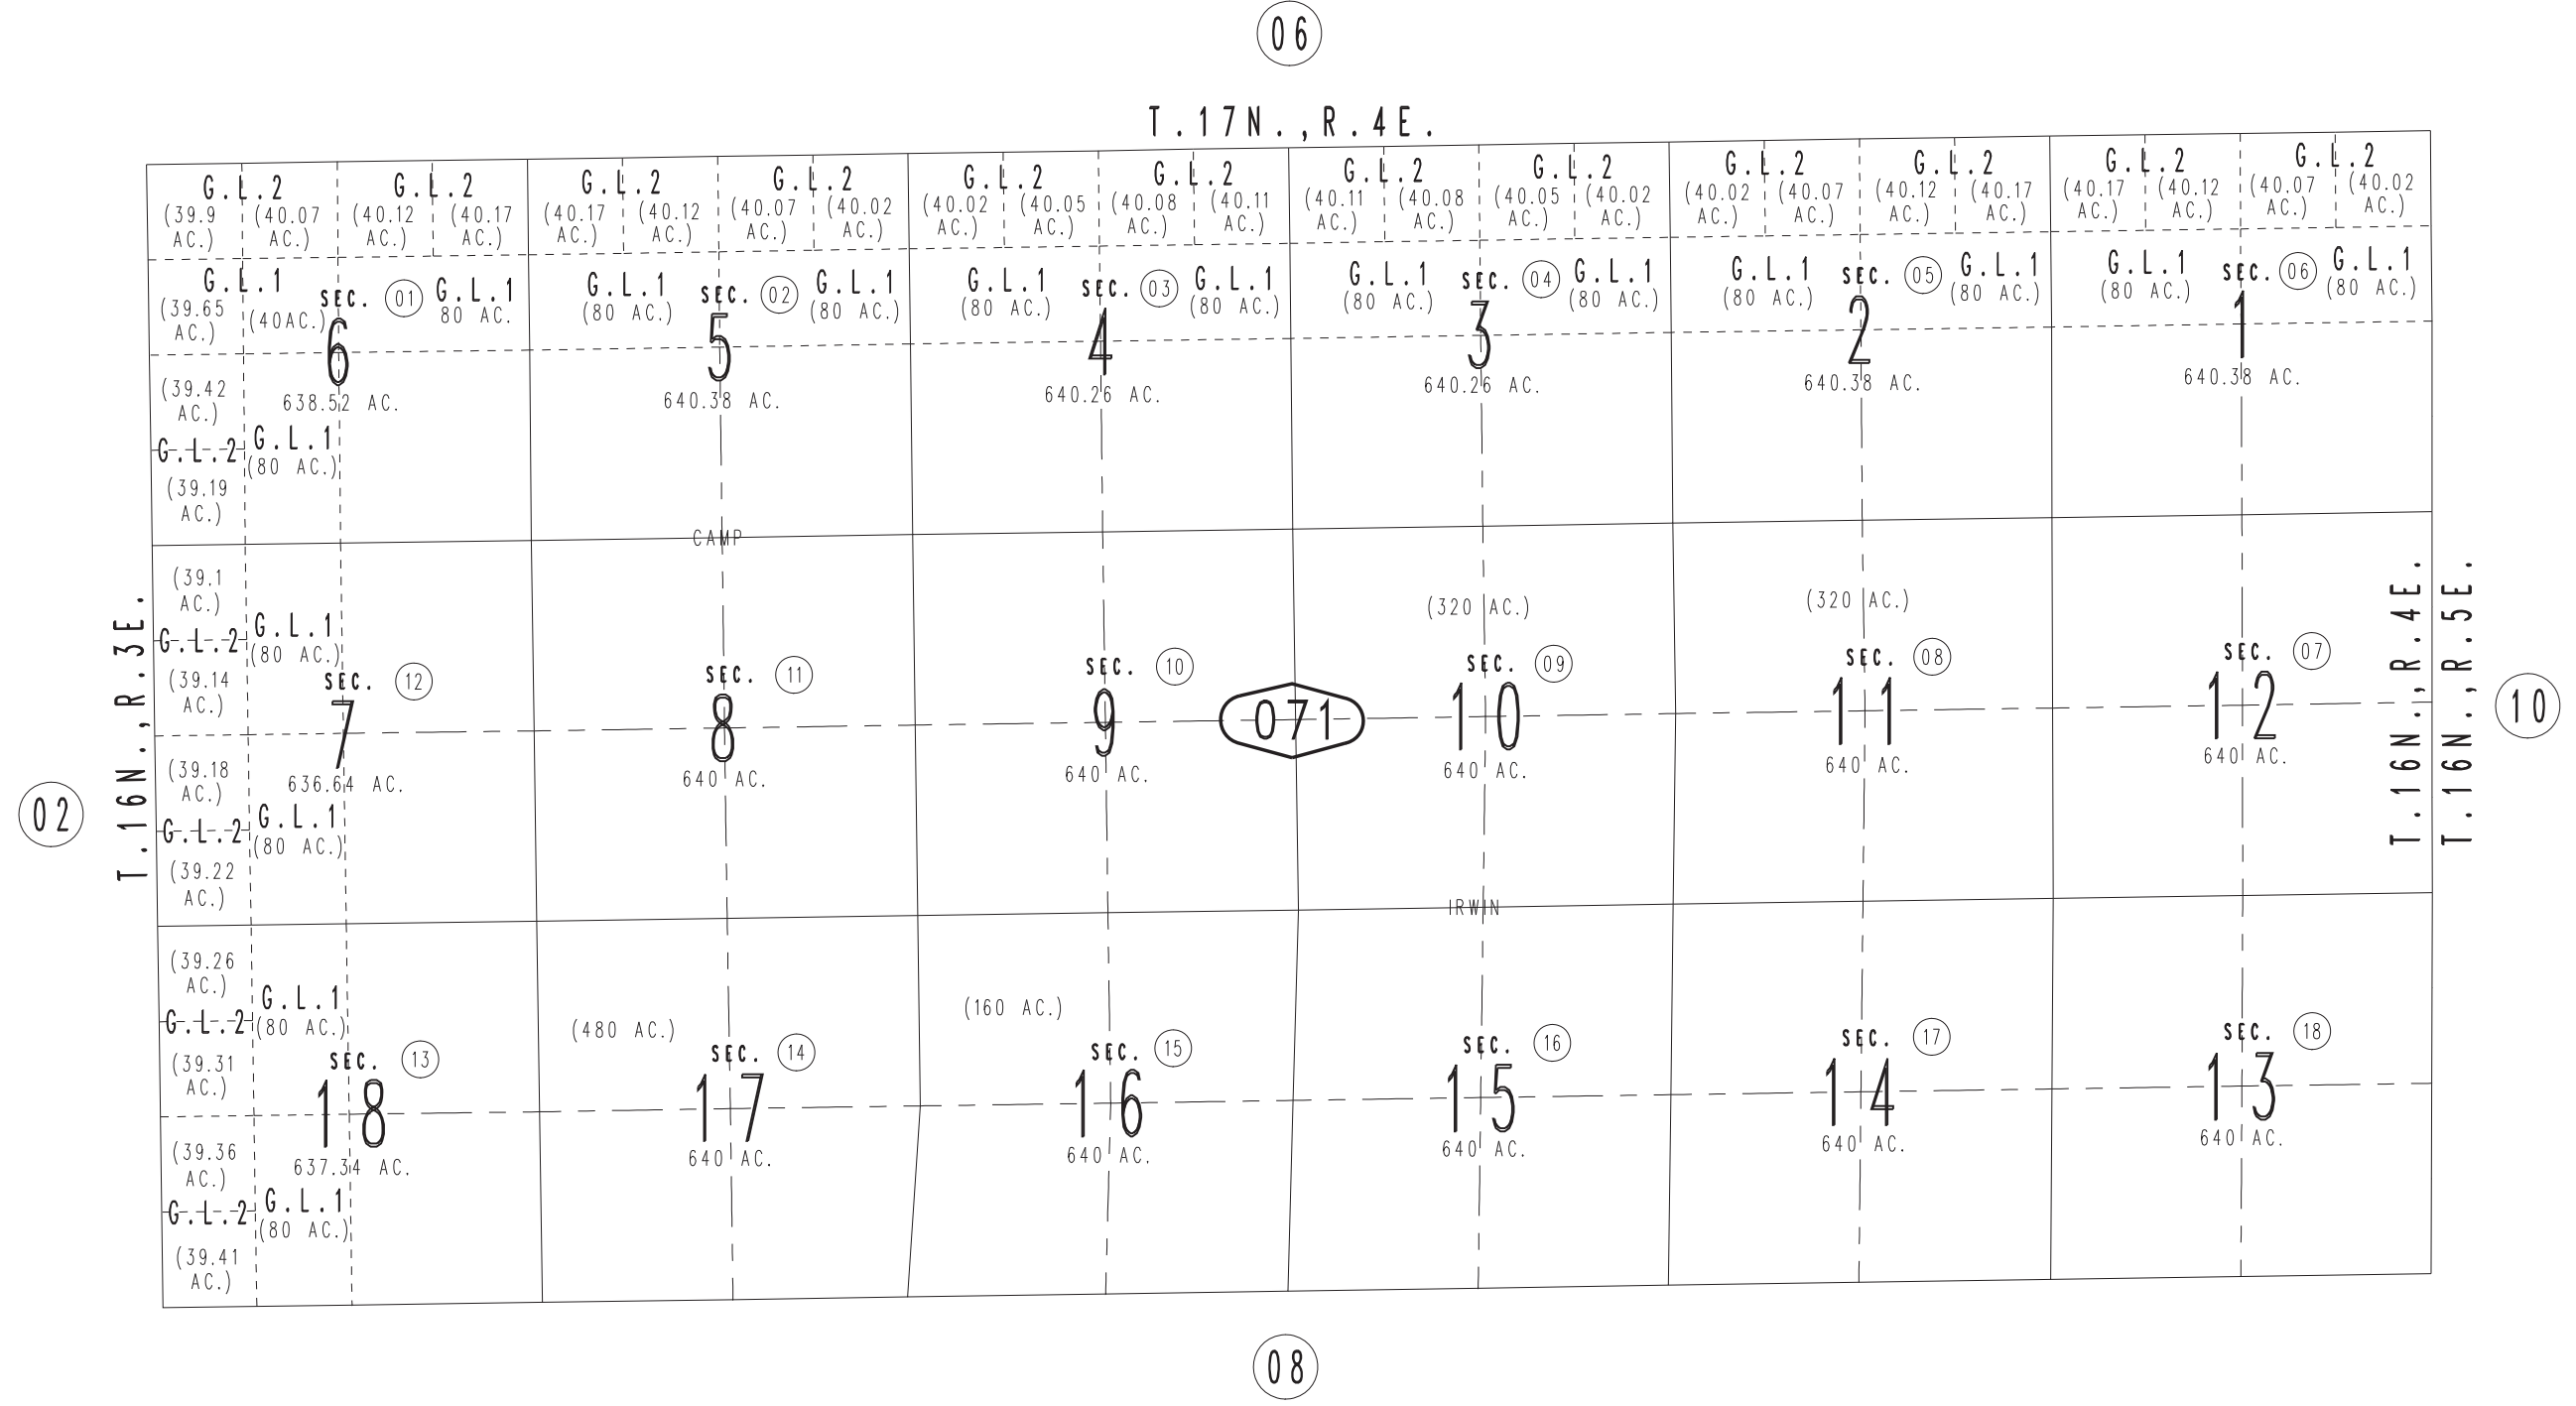 06
T.17N.,R.4E.
G.L.2 G.L.2 G.L.2 G.L.2 G.L.2 G.L.2 G.L.2 G.L.2 G.L.2 G.L.2 G.L.2 G.L.2
(39.9 AC.) (40.07 AC.) (40.12 AC.) (40.17 AC.) (40.17 AC.) (40.12 AC.) (40.07 AC.) (40.02 AC.) (40.02 AC.) (40.05 AC.) (40.08 AC.) (40.11 AC.) (40.11 AC.) (40.08 AC.) (40.05 AC.) (40.02 AC.) (40.02 AC.) (40.07 AC.) (40.12 AC.) (40.17 AC.) (40.17 AC.) (40.12 AC.) (40.07 AC.) (40.02 AC.)
G.L.1 SEC. 01 G.L.1 G.L.1 SEC. 02 G.L.1 G.L.1 SEC. 03 G.L.1 G.L.1 SEC. 04 G.L.1 G.L.1 SEC. 05 G.L.1 G.L.1 SEC. 06 G.L.1
(39.65 AC.) (40AC.) 80 AC. (80 AC.) (80 AC.) (80 AC.) (80 AC.) (80 AC.) (80 AC.) (80 AC.) (80 AC.) (80 AC.) (80 AC.)
6 5 4 3 2 1
(39.42 AC.) 638.52 AC. 640.38 AC. 640.26 AC. 640.26 AC. 640.38 AC. 640.38 AC.
G.L.2 G.L.1
(80 AC.)
(39.19 AC.)
CAMP
(39.1 AC.) (320 AC.) (320 AC.)
G.L.2 G.L.1
(80 AC.)
T.16N.,R.3E.
T.16N.,R.4E.
T.16N.,R.5E.
(39.14 AC.) SEC. 12 SEC. 11 SEC. 10 SEC. 09 SEC. 08 SEC. 07
7 8 9 071 10 11 12
10
(39.18 AC.) 636.64 AC. 640 AC. 640 AC. 640 AC. 640 AC. 640 AC.
02
G.L.2 G.L.1
(80 AC.)
(39.22 AC.)
IRWIN
(39.26 AC.)
G.L.2 G.L.1
(80 AC.) (480 AC.) (160 AC.)
(39.31 AC.) SEC. 13 SEC. 14 SEC. 15 SEC. 16 SEC. 17 SEC. 18
18 17 16 15 14 13
(39.36 AC.) 637.34 AC. 640 AC. 640 AC. 640 AC. 640 AC. 640 AC.
G.L.2 G.L.1
(80 AC.)
(39.41 AC.)
08